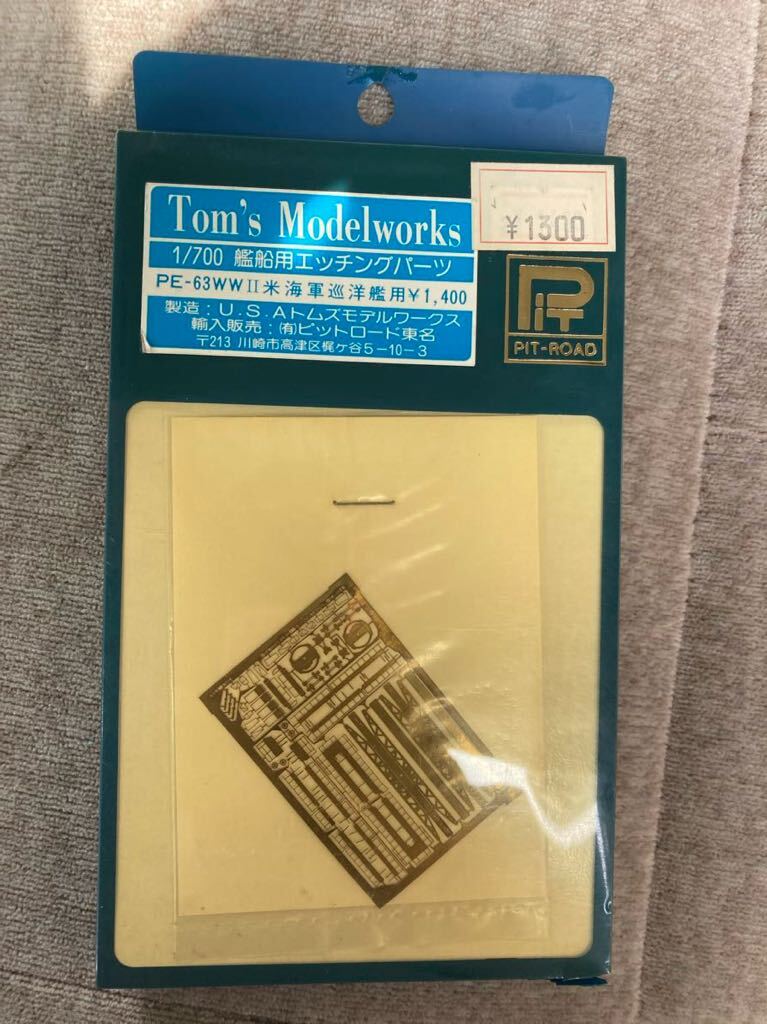 Tom's Modelworks
1/700 艦船用エッチングパーツ
PE-63WWⅡ米海軍巡洋艦用¥1,400
製造：U.S.Aトムズモデルワークス
輸入販売：㈲ピットロード東名
〒213 川崎市高津区梶ケ谷5-10-3
¥1300
PiT
PIT-ROAD